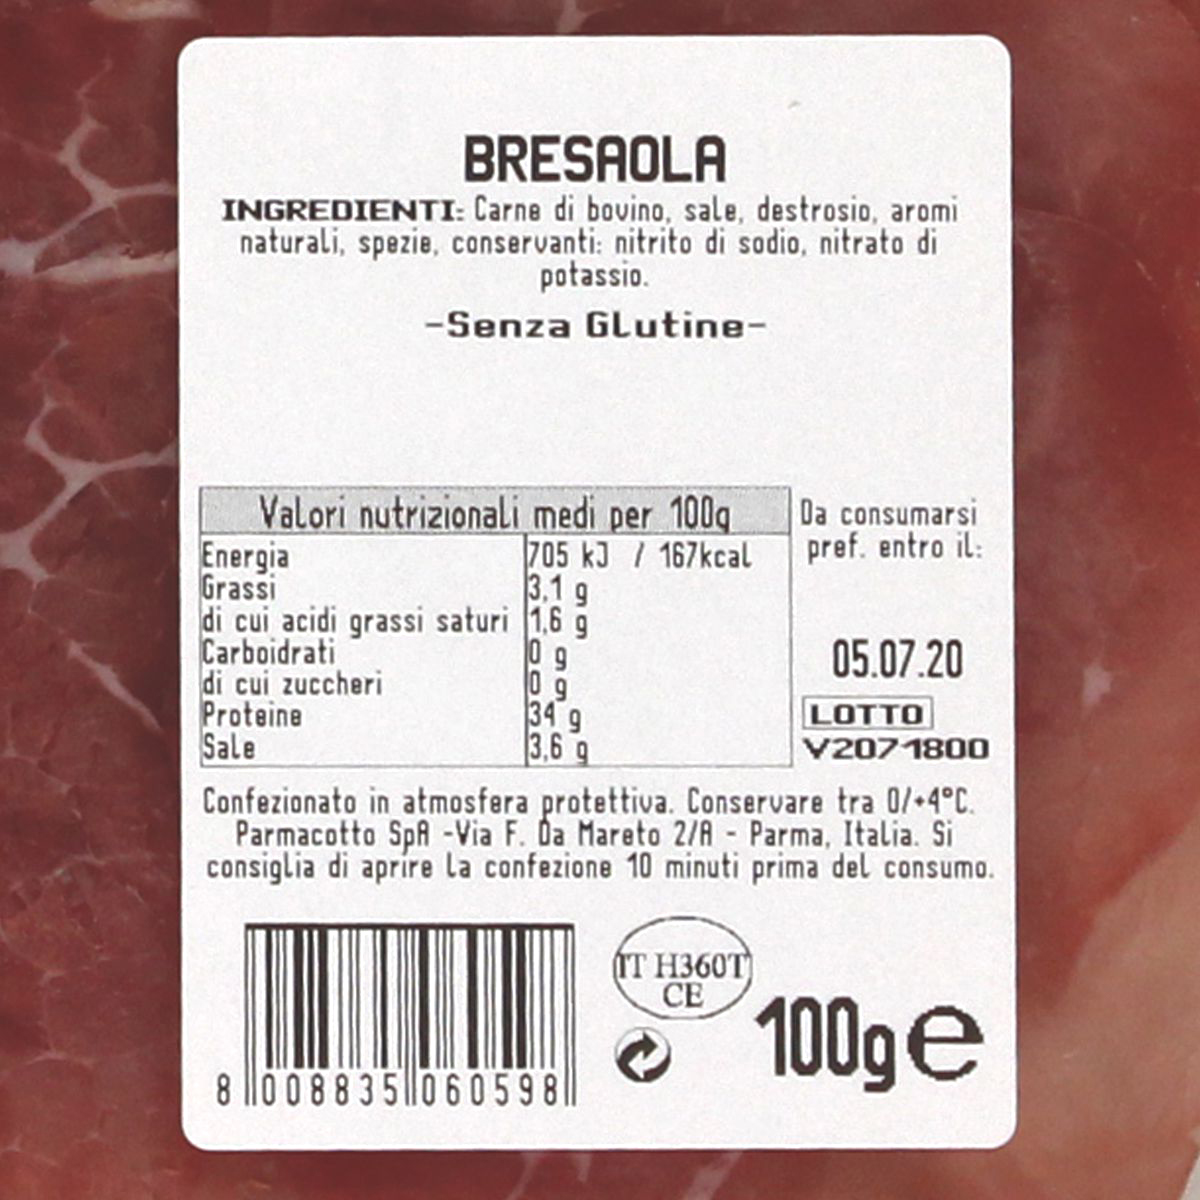 BRESAOLA
INGREDIENTI: Carne di bovino, sale, destrosio, aromi
naturali, spezie, conservanti: nitrito di sodio, nitrato di
potassio.
-Senza Glutine-
Valori nutrizionali medi per 100g
Energia 705 kJ / 167kcal
Grassi 3,1 g
di cui acidi grassi saturi 1,6 g
Carboidrati 0 g
di cui zuccheri 0 g
Proteine 34 g
Sale 3,6 g
Da consumarsi
pref. entro il:
05.07.20
LOTTO
V2071800
Confezionato in atmosfera protettiva. Conservare tra 0/+4°C.
Parmacotto SpA -Via F. Da Mareto 2/A - Parma, Italia. Si
consiglia di aprire la confezione 10 minuti prima del consumo.
IT H360T
CE
100g e
8 008835 060598